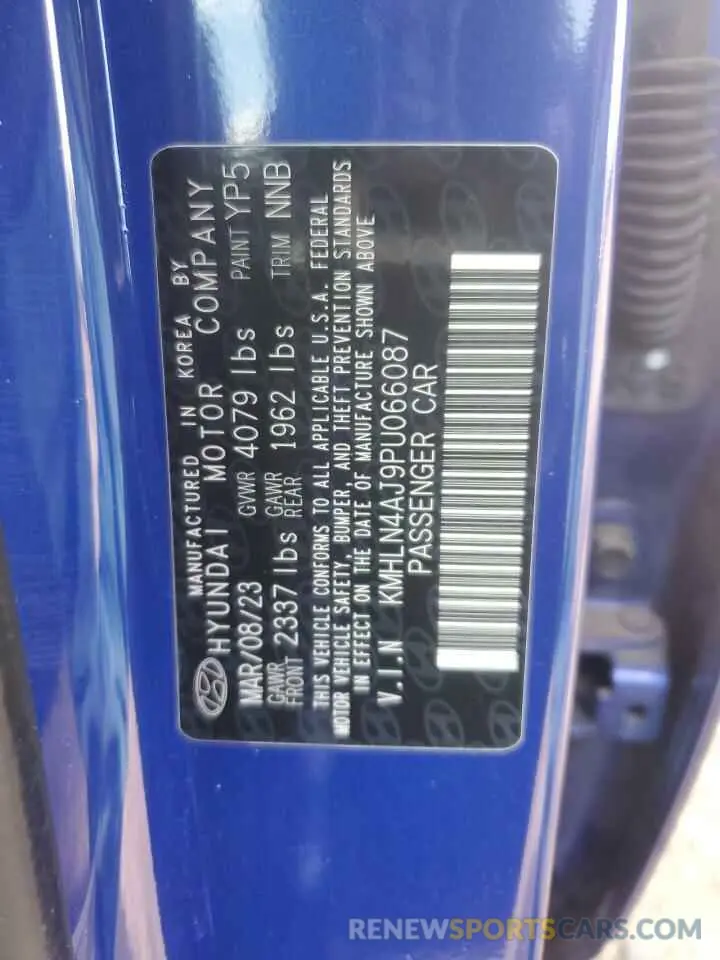 MANUFACTURED IN KOREA BY
HYUNDAI MOTOR COMPANY
MAR/08/23 GVWR 4079 lbs PAINT YP5
GAWR FRONT 2337 lbs GAWR REAR 1962 lbs TRIM NNB
THIS VEHICLE CONFORMS TO ALL APPLICABLE U.S.A. FEDERAL
MOTOR VEHICLE SAFETY, BUMPER, AND THEFT PREVENTION STANDARDS
IN EFFECT ON THE DATE OF MANUFACTURE SHOWN ABOVE
V.I.N KMHLN4AJ9PU066087
PASSENGER CAR
RENEWSPORTSCARS.COM